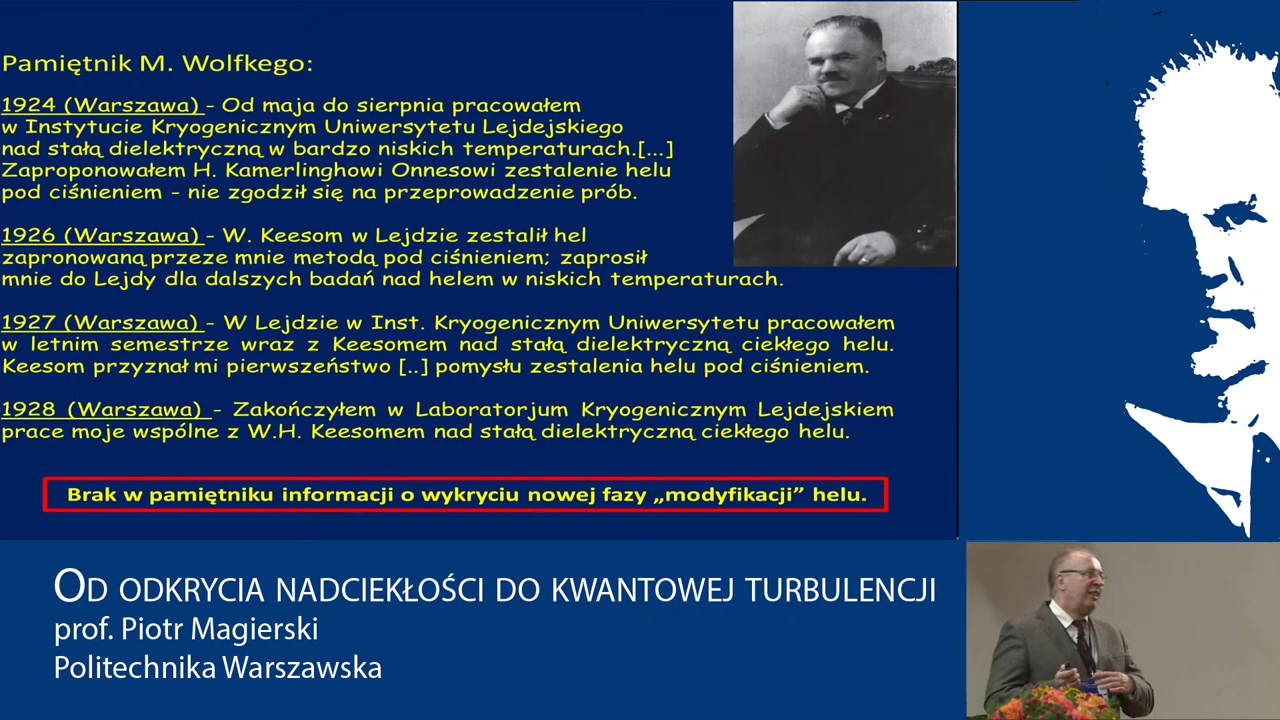 Pamiętnik M. Wolfkego:
1924 (Warszawa) - Od maja do sierpnia pracowałem
w Instytucie Kryogenicznym Uniwersytetu Lejdejskiego
nad stałą dielektryczną w bardzo niskich temperaturach.[...]
Zaproponowałem H. Kamerlinghowi Onnesowi zestalenie helu
pod ciśnieniem - nie zgodził się na przeprowadzenie prób.
1926 (Warszawa) - W. Keesom w Lejdzie zestalił hel
zapronowaną przeze mnie metodą pod ciśnieniem; zaprosił
mnie do Lejdy dla dalszych badań nad helem w niskich temperaturach.
1927 (Warszawa) - W Lejdzie w Inst. Kryogenicznym Uniwersytetu pracowałem
w letnim semestrze wraz z Keesomem nad stałą dielektryczną ciekłego helu.
Keesom przyznał mi pierwszeństwo [..] pomysłu zestalenia helu pod ciśnieniem.
1928 (Warszawa) - Zakończyłem w Laboratorjum Kryogenicznym Lejdejskiem
prace moje wspólne z W.H. Keesomem nad stałą dielektryczną ciekłego helu.
Brak w pamiętniku informacji o wykryciu nowej fazy „modyfikacji” helu.
OD ODKRYCIA NADCIEKŁOŚCI DO KWANTOWEJ TURBULENCJI
prof. Piotr Magierski
Politechnika Warszawska